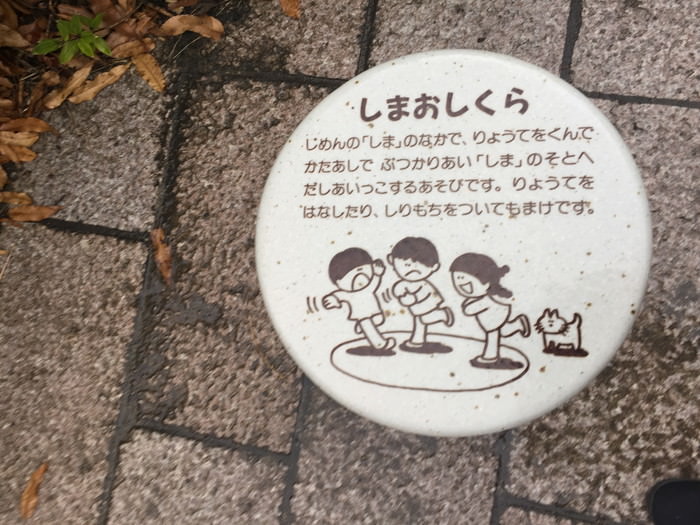 しまおしくら
じめんの「しま」のなかで、りょうてをくんで
かたあしで ぶつかりあい「しま」のそとへ
だしあいっこするあそびです。りょうてを
はなしたり、しりもちをついてもまけです。